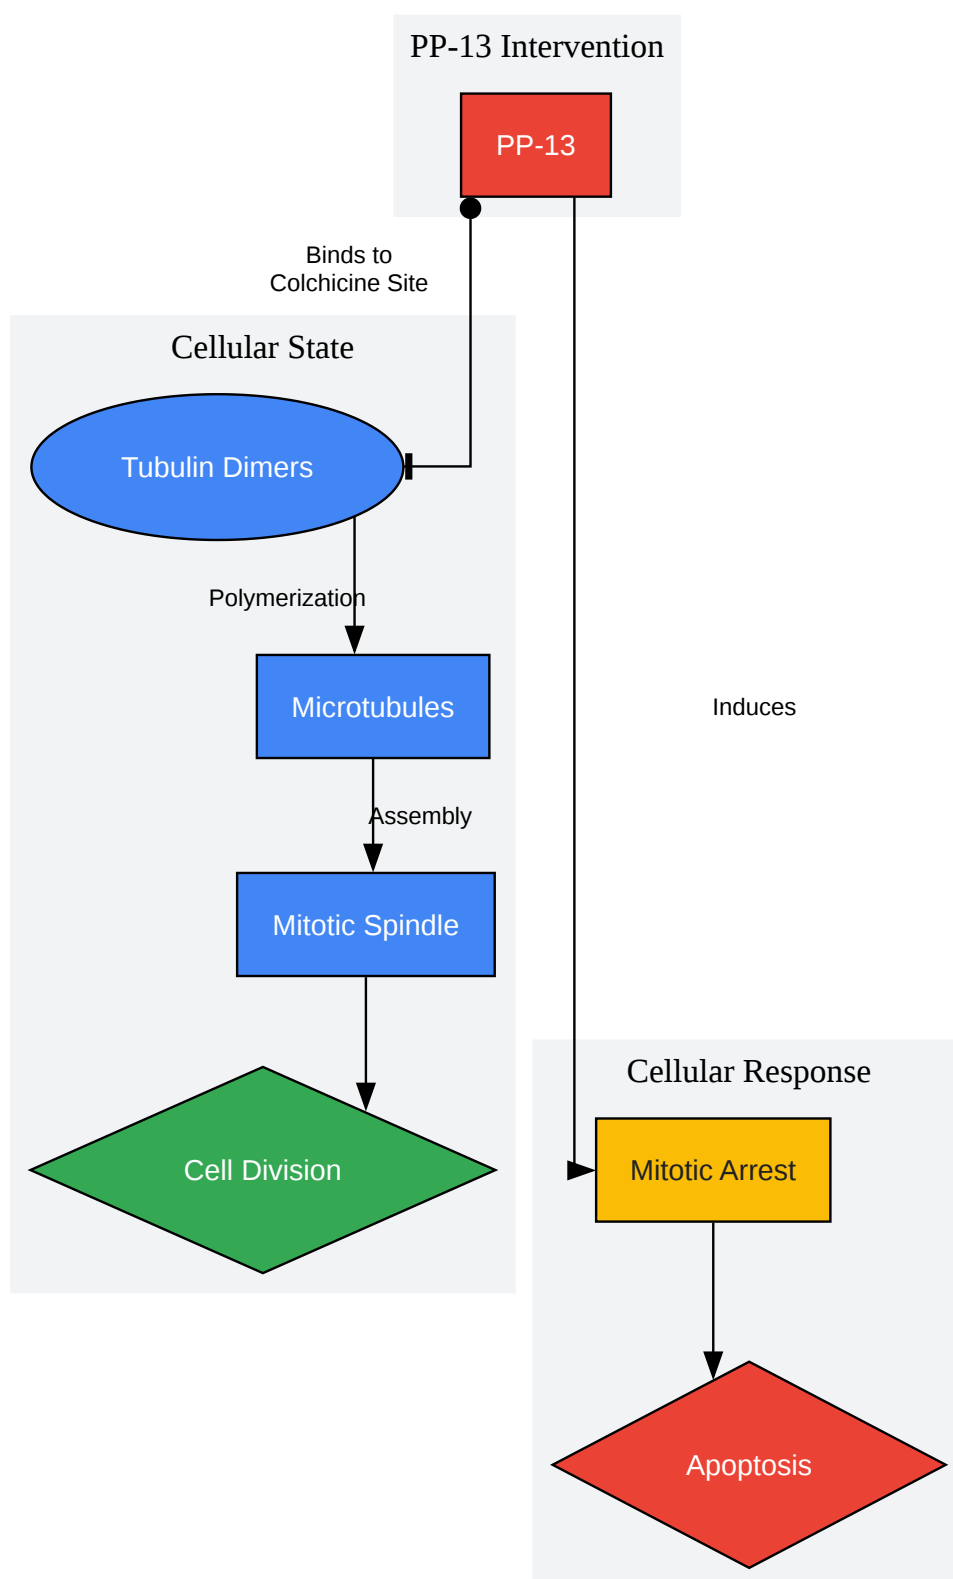 PP-13 Intervention
PP-13
Binds to
Colchicine Site
Cellular State
Tubulin Dimers
Polymerization
Microtubules
Induces
Assembly
Mitotic Spindle
Cellular Response
Cell Division
Mitotic Arrest
Apoptosis